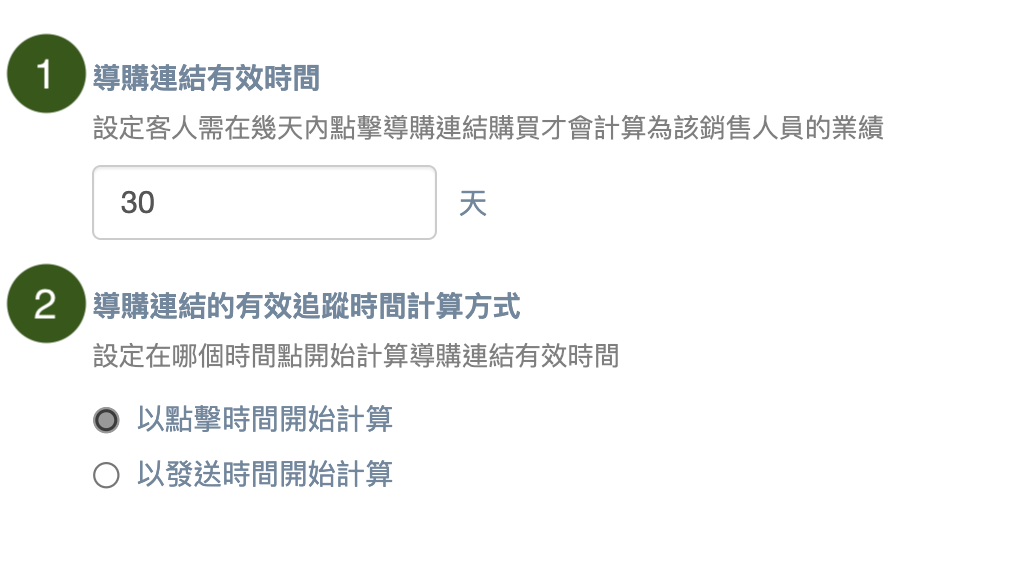 1
導購連結有效時間
設定客人需在幾天內點擊導購連結購買才會計算為該銷售人員的業績
30 天
2
導購連結的有效追蹤時間計算方式
設定在哪個時間點開始計算導購連結有效時間
以點擊時間開始計算
以發送時間開始計算